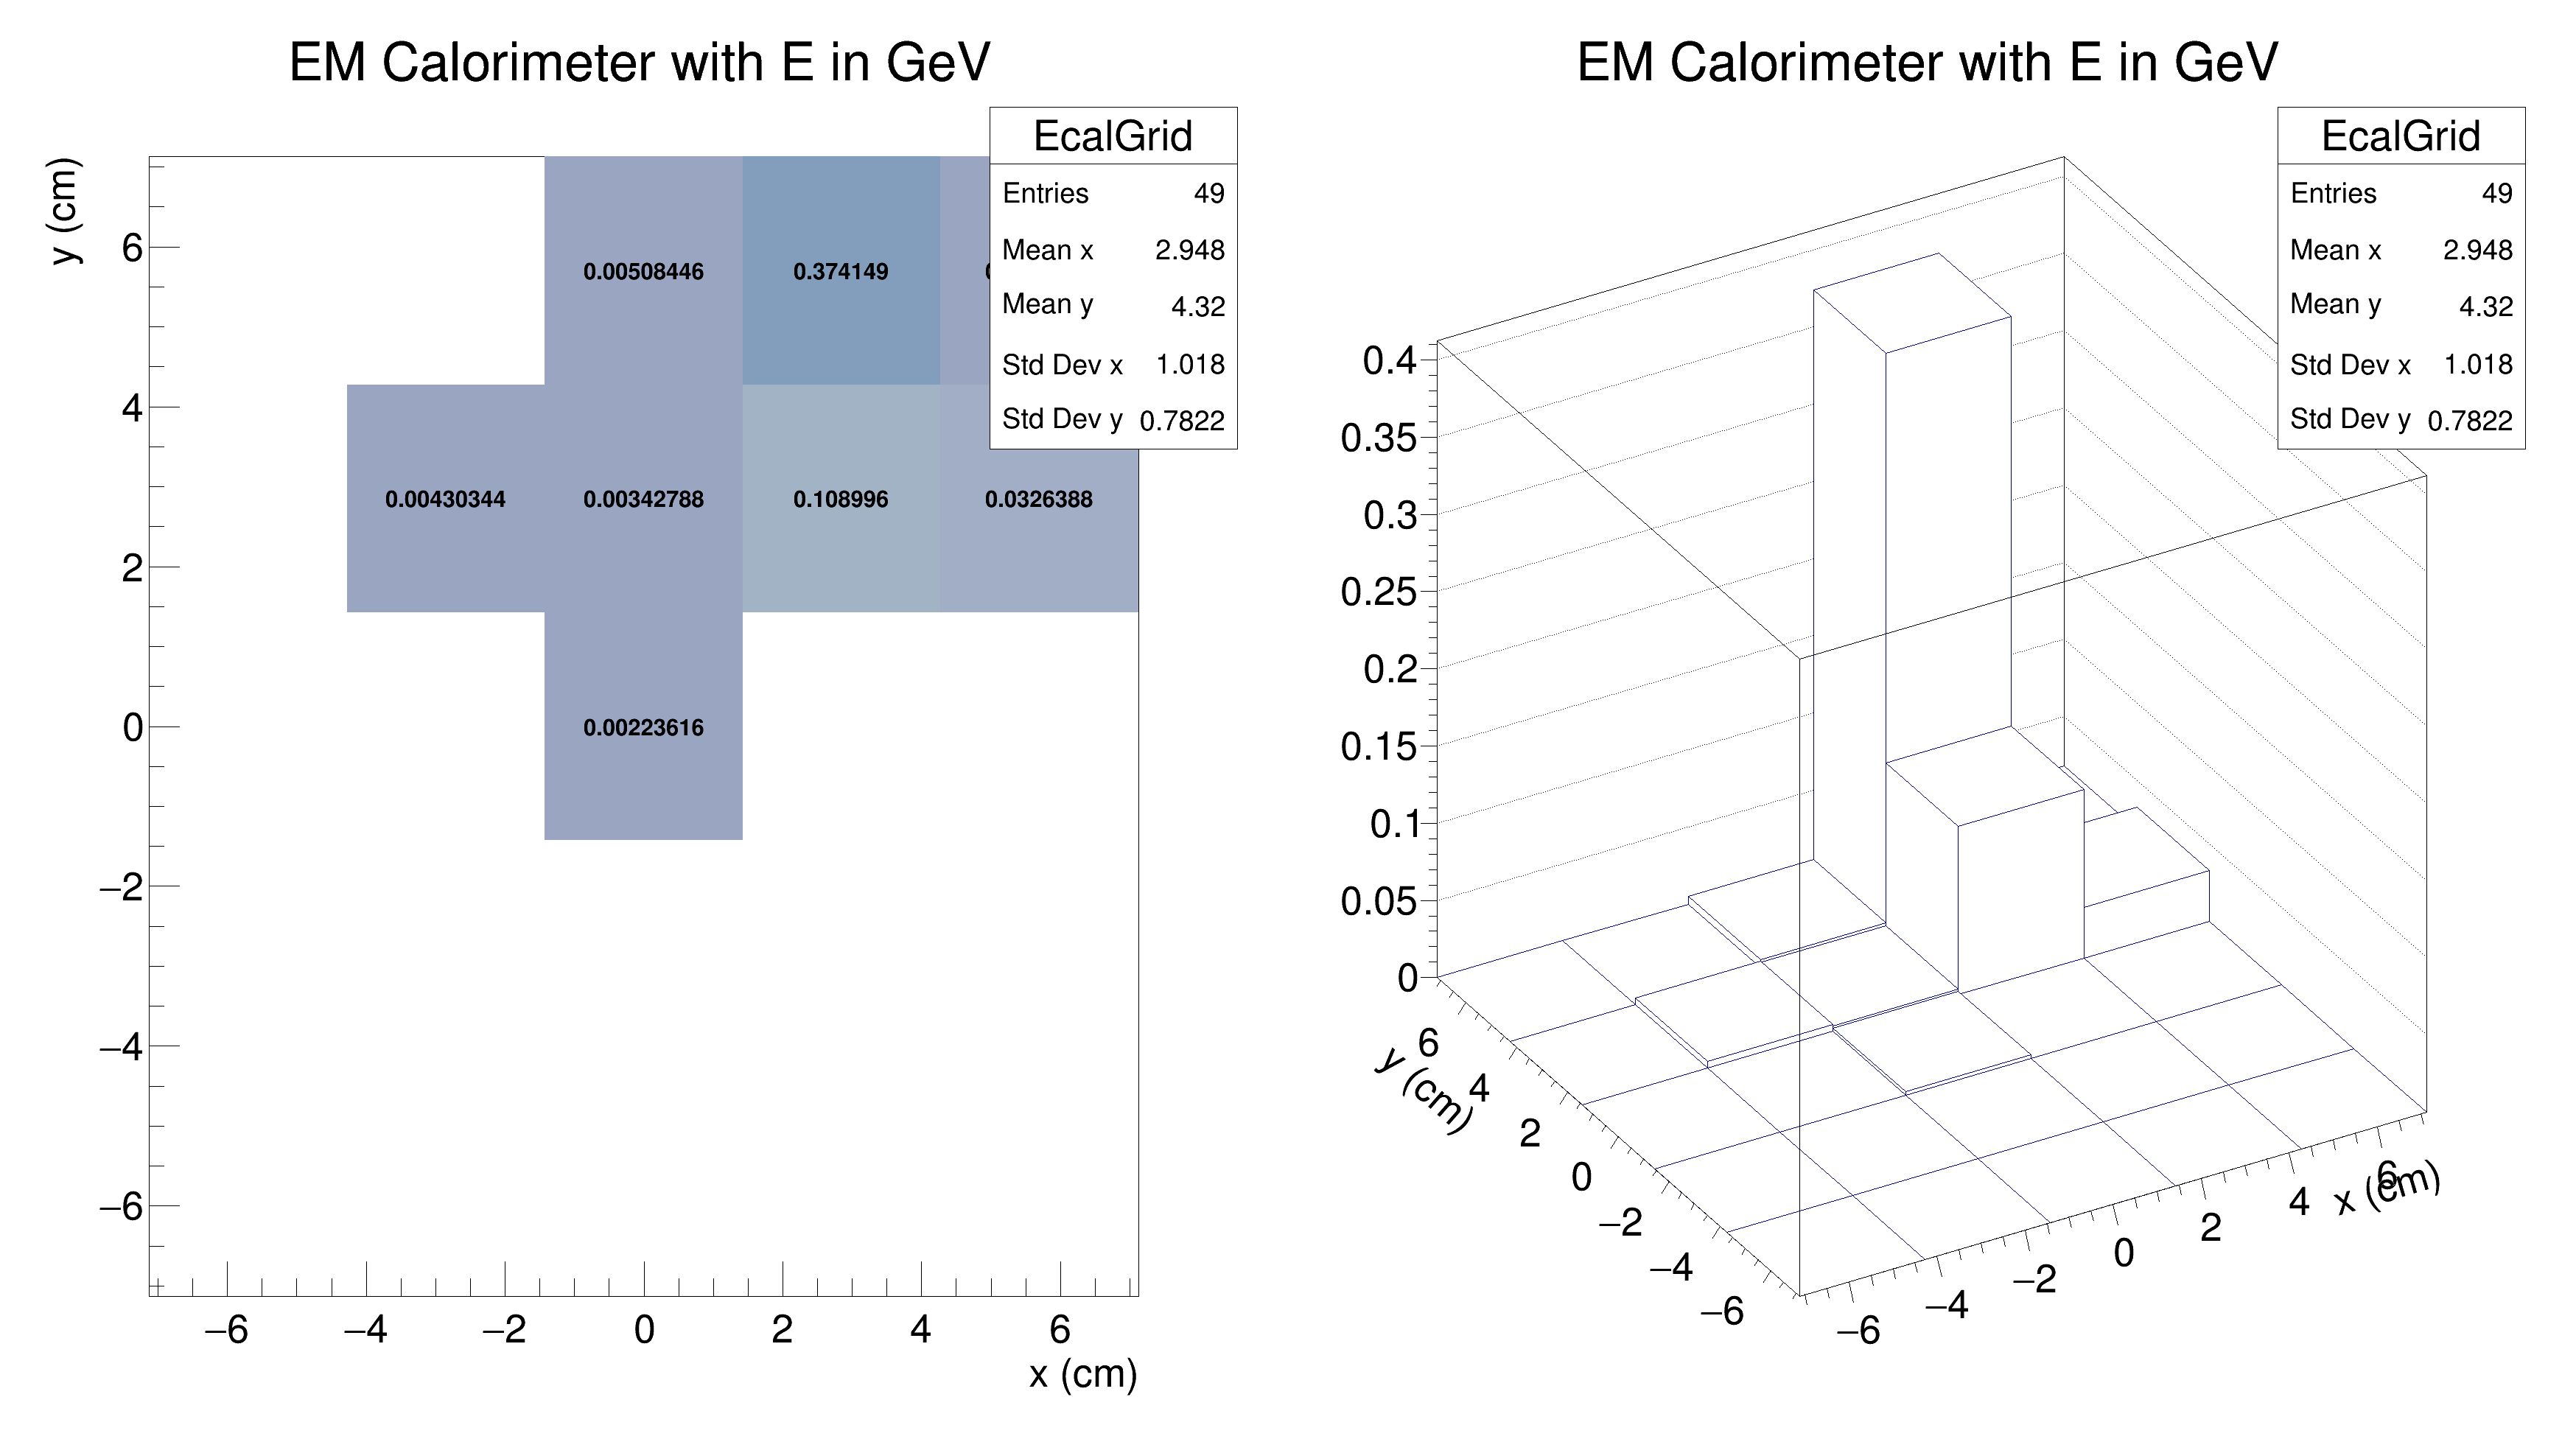 EM Calorimeter with E in GeV
EcalGrid
Entries 49
Mean x 2.948
Mean y 4.32
Std Dev x 1.018
Std Dev y 0.7822
y (cm)
6
4
2
0
−2
−4
−6
0.00508446 0.374149
0.00430344 0.00342788 0.108996 0.0326388
0.00223616
−6 −4 −2 0 2 4 6
x (cm)
EM Calorimeter with E in GeV
EcalGrid
Entries 49
Mean x 2.948
Mean y 4.32
Std Dev x 1.018
Std Dev y 0.7822
0.4
0.35
0.3
0.25
0.2
0.15
0.1
0.05
0
6
4
2
0
−2
−4
−6
y (cm)
−6
−4
−2
0
2
4
6
x (cm)